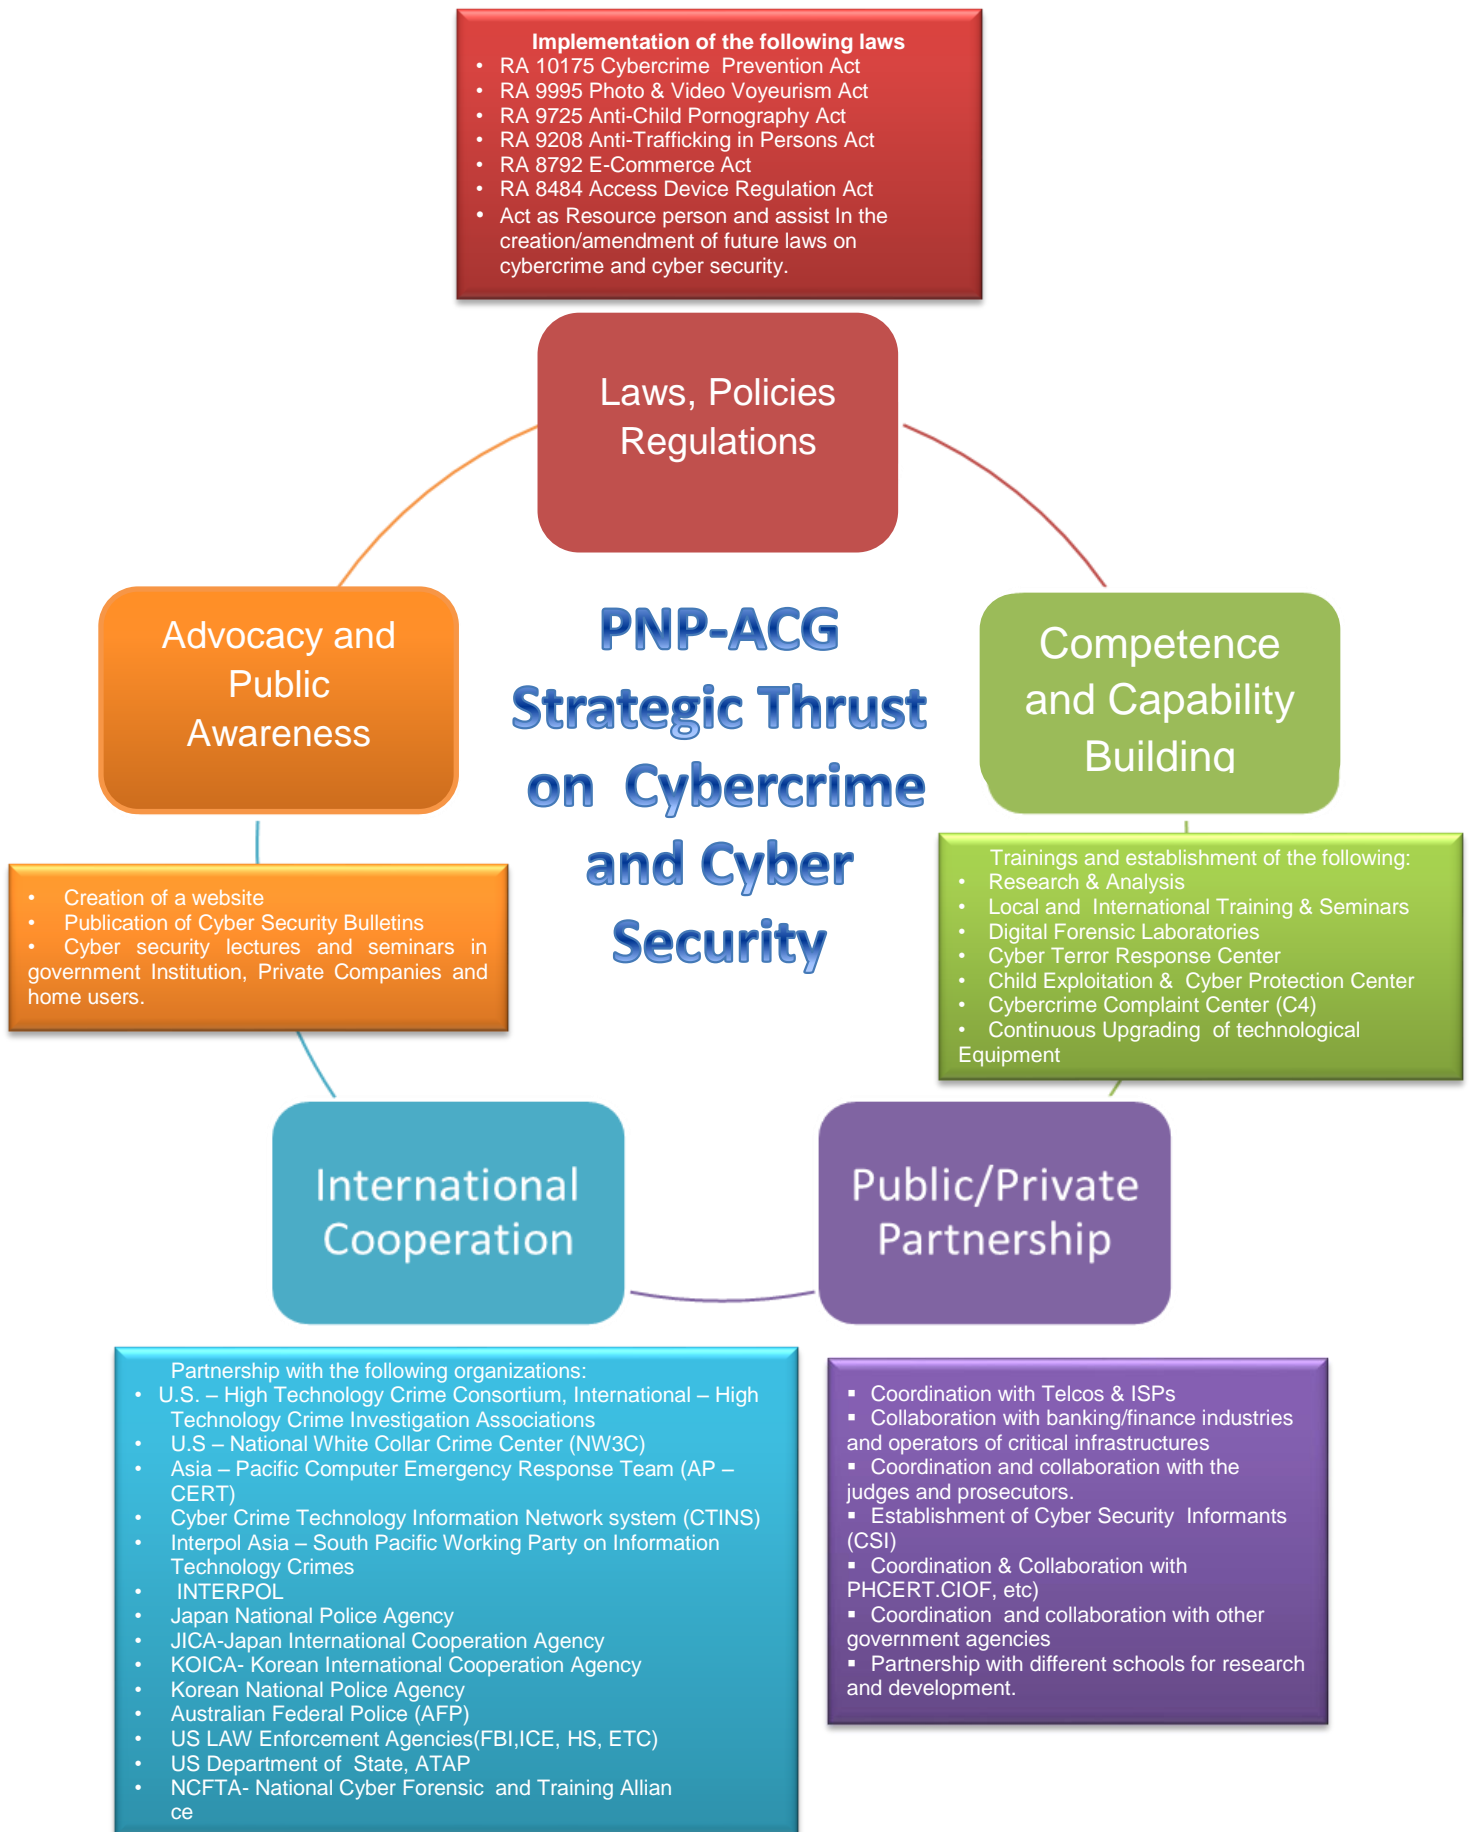 Implementation of the following laws
• RA 10175 Cybercrime Prevention Act
• RA 9995 Photo & Video Voyeurism Act
• RA 9725 Anti-Child Pornography Act
• RA 9208 Anti-Trafficking in Persons Act
• RA 8792 E-Commerce Act
• RA 8484 Access Device Regulation Act
• Act as Resource person and assist In the
creation/amendment of future laws on
cybercrime and cyber security.
Laws, Policies
Regulations
Advocacy and
Public
Awareness
PNP-ACG
Strategic Thrust
on Cybercrime
and Cyber
Security
Competence
and Capability
Building
• Creation of a website
• Publication of Cyber Security Bulletins
• Cyber security lectures and seminars in
government Institution, Private Companies and
home users.
Trainings and establishment of the following:
• Research & Analysis
• Local and International Training & Seminars
• Digital Forensic Laboratories
• Cyber Terror Response Center
• Child Exploitation & Cyber Protection Center
• Cybercrime Complaint Center (C4)
• Continuous Upgrading of technological
Equipment
International
Cooperation
Public/Private
Partnership
Partnership with the following organizations:
• U.S. – High Technology Crime Consortium, International – High
Technology Crime Investigation Associations
• U.S – National White Collar Crime Center (NW3C)
• Asia – Pacific Computer Emergency Response Team (AP –
CERT)
• Cyber Crime Technology Information Network system (CTINS)
• Interpol Asia – South Pacific Working Party on Information
Technology Crimes
• INTERPOL
• Japan National Police Agency
• JICA-Japan International Cooperation Agency
• KOICA- Korean International Cooperation Agency
• Korean National Police Agency
• Australian Federal Police (AFP)
• US LAW Enforcement Agencies(FBI,ICE, HS, ETC)
• US Department of State, ATAP
• NCFTA- National Cyber Forensic and Training Allian
ce
▪ Coordination with Telcos & ISPs
▪ Collaboration with banking/finance industries
and operators of critical infrastructures
▪ Coordination and collaboration with the
judges and prosecutors.
▪ Establishment of Cyber Security Informants
(CSI)
▪ Coordination & Collaboration with
PHCERT.CIOF, etc)
▪ Coordination and collaboration with other
government agencies
▪ Partnership with different schools for research
and development.